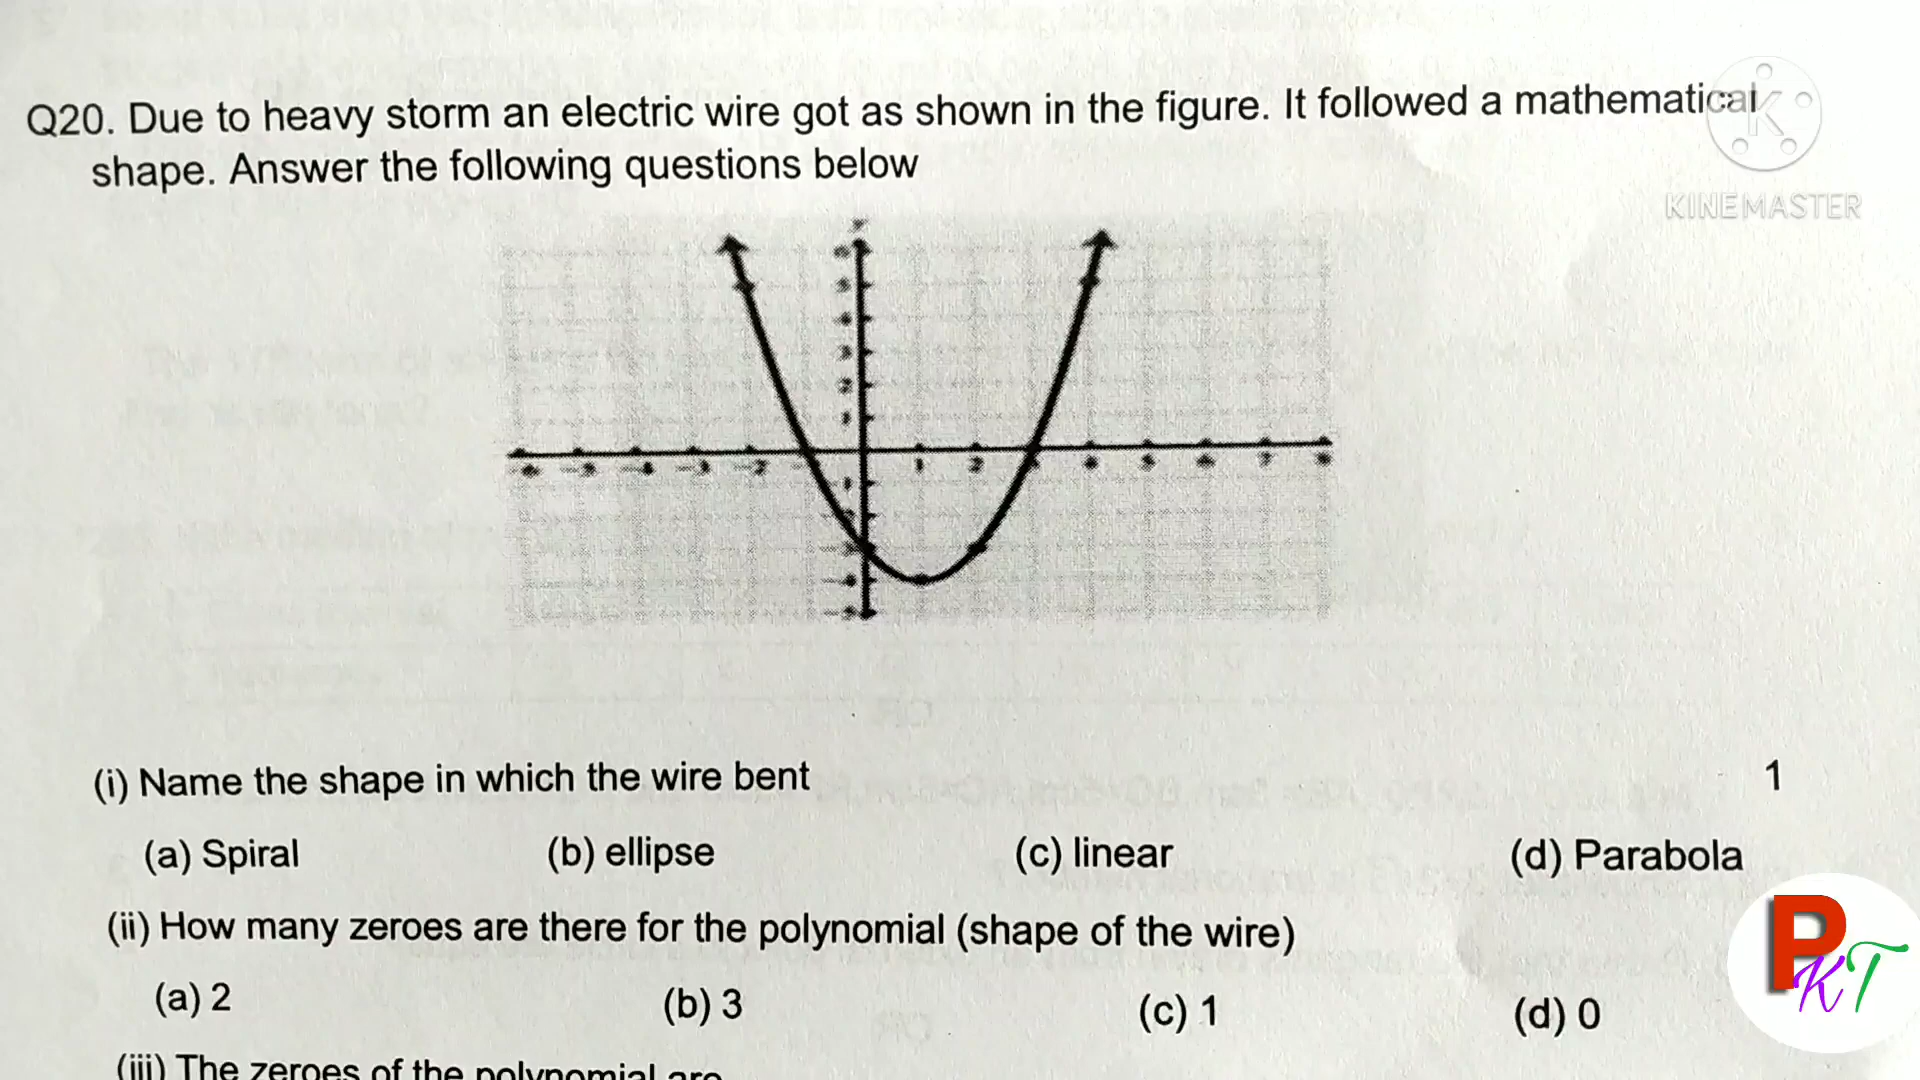 Q20. Due to heavy storm an electric wire got as shown in the figure. It followed a mathematical
shape. Answer the following questions below
KINEMASTER
(i) Name the shape in which the wire bent 1
(a) Spiral (b) ellipse (c) linear (d) Parabola
(ii) How many zeroes are there for the polynomial (shape of the wire)
(a) 2 (b) 3 (c) 1 (d) 0
(iii) The zeroes of the polynomial are
PKT